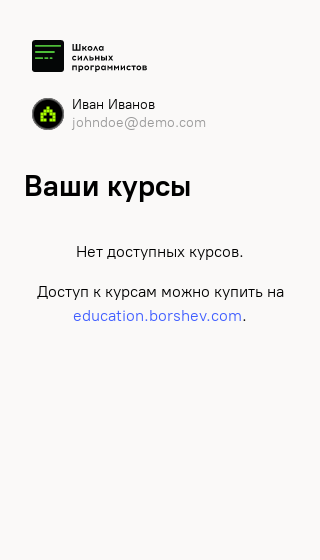 Школа
сильных
программистов
Иван Иванов
johndoe@demo.com
Ваши курсы
Нет доступных курсов.
Доступ к курсам можно купить на
education.borshev.com.